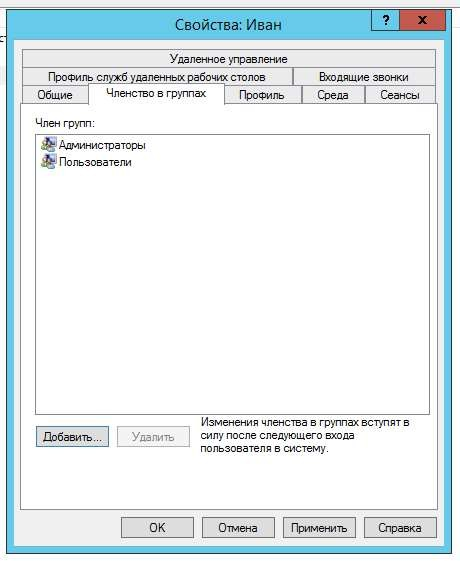 Свойства: Иван
?
x
Удаленное управление
Профиль служб удаленных рабочих столов
Входящие звонки
Общие
Членство в группах
Профиль
Среда
Сеансы
Член групп:
Администраторы
Пользователи
Добавить...
Удалить
Изменения членства в группах вступят в
силу после следующего входа
пользователя в систему.
OK
Отмена
Применить
Справка